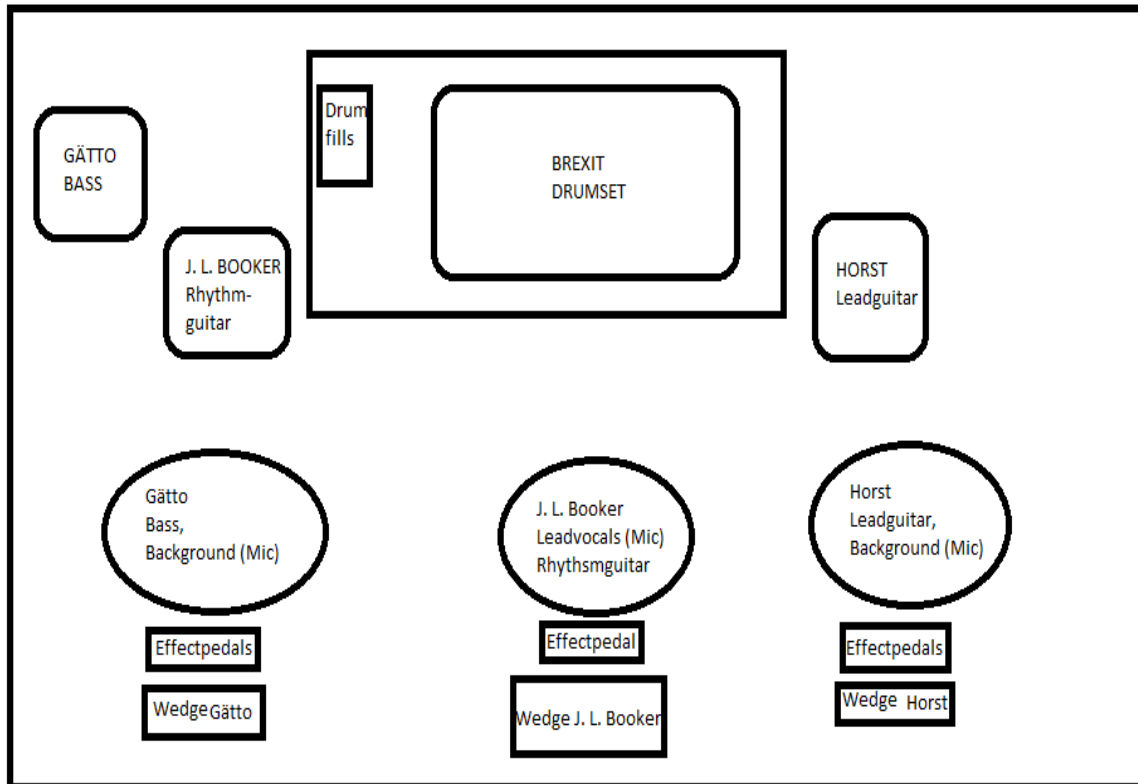 Drum
fills
BREXIT
DRUMSET
GÄTTO
BASS
J. L. BOOKER
Rhythm-
guitar
HORST
Leadguitar
Gätto
Bass,
Background (Mic)
J. L. Booker
Leadvocals (Mic)
Rhythsmguitar
Horst
Leadguitar,
Background (Mic)
Effectpedals
Effectpedal
Effectpedals
Wedge Gätto
Wedge J. L. Booker
Wedge Horst